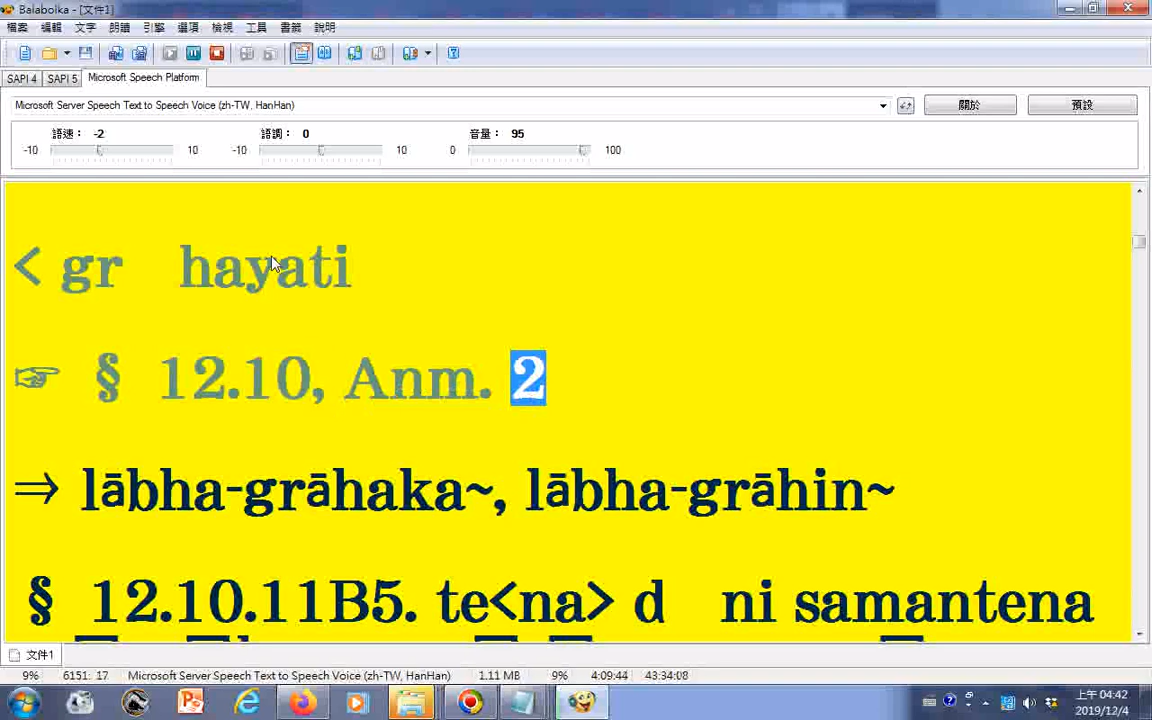 Balabolka - [文件1]
檔案 編輯 文字 朗讀 引擎 選項 檢視 工具 書籤 說明
SAPI 4 SAPI 5 Microsoft Speech Platform
Microsoft Server Speech Text to Speech Voice (zh-TW, HanHan) 關於 預設
語速： -2 語調： 0 音量： 95
-10 10 -10 10 0 100
< gr hayati
☞ § 12.10, Anm. 2
⇒ lābha-grāhaka~, lābha-grāhin~
§ 12.10.11B5. te<na> d ni samantena
文件1
9% 6151: 17 Microsoft Server Speech Text to Speech Voice (zh-TW, HanHan) 1.11 MB 9% 4:09:44 43:34:08
上午 04:42
2019/12/4